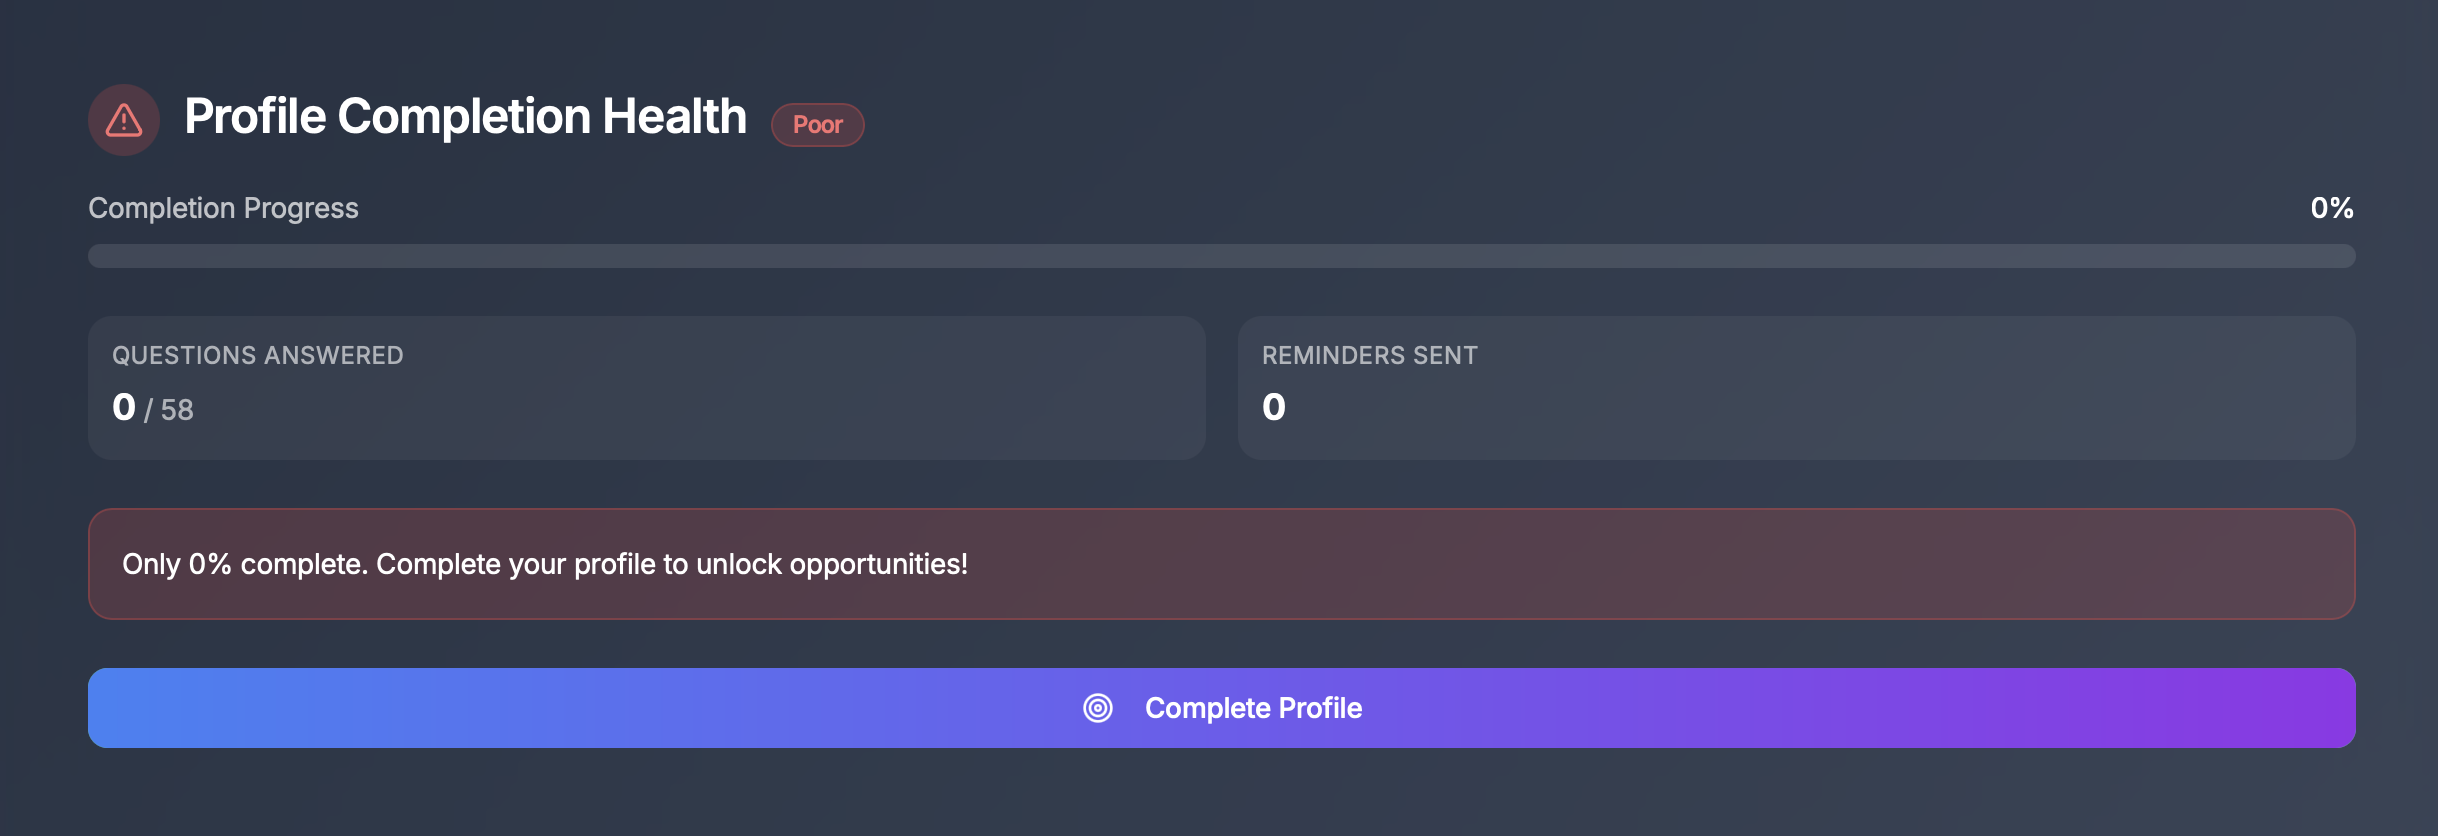 Profile Completion Health
Poor
Completion Progress
0%
QUESTIONS ANSWERED
0 / 58
REMINDERS SENT
0
Only 0% complete. Complete your profile to unlock opportunities!
Complete Profile